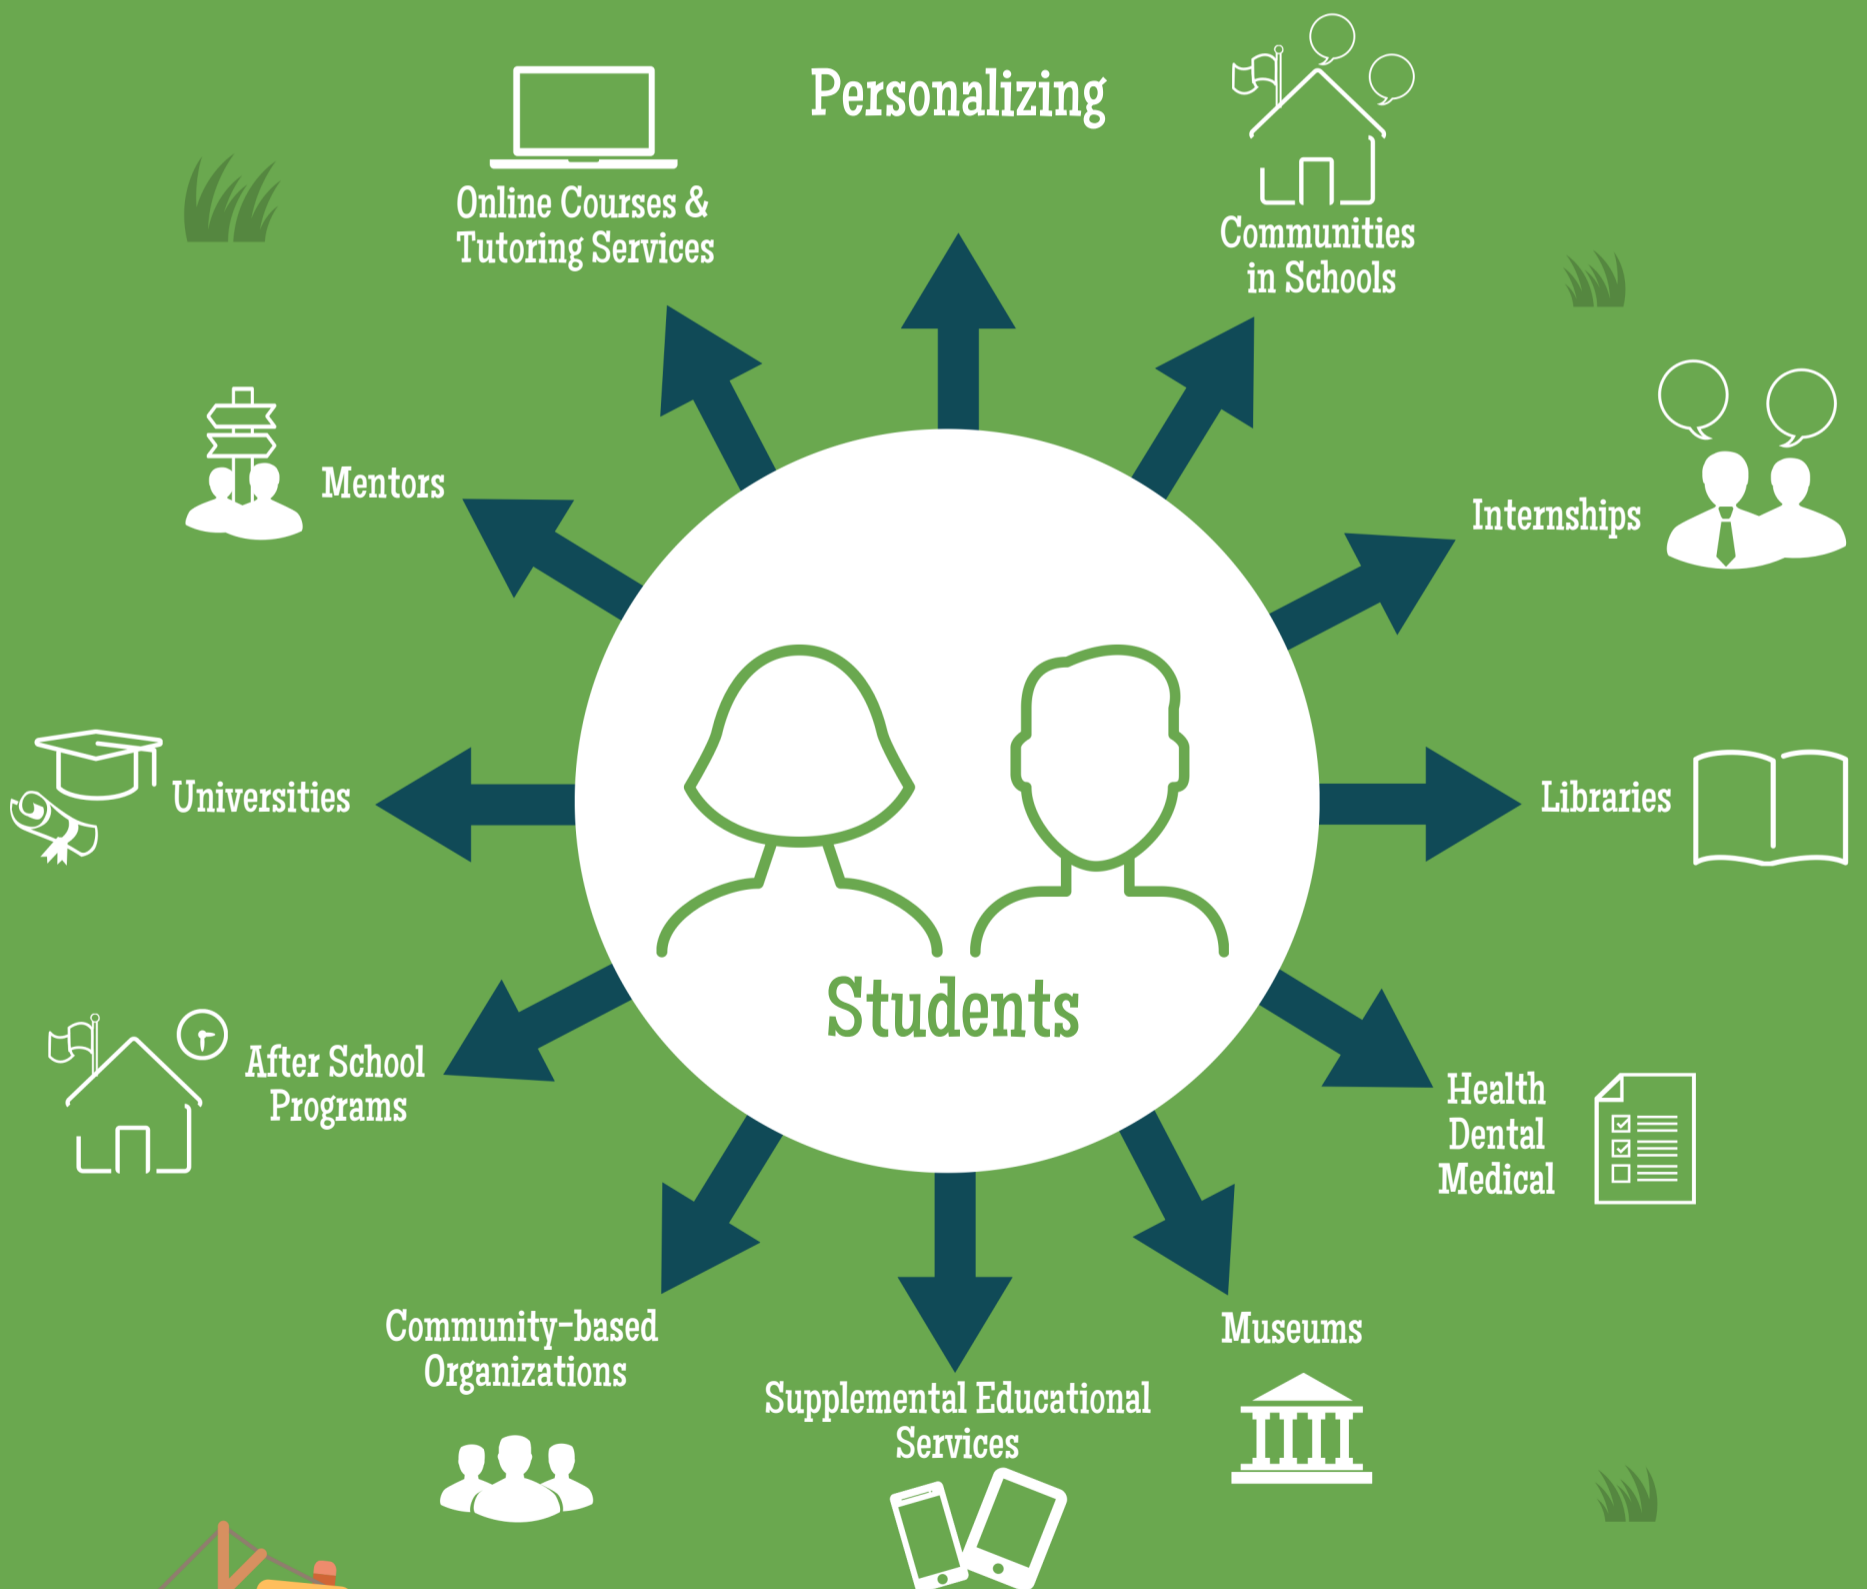 Personalizing
Online Courses &
Tutoring Services
Communities
in Schools
Mentors
Internships
Universities
Libraries
Students
After School
Programs
Health
Dental
Medical
Community-based
Organizations
Museums
Supplemental Educational
Services